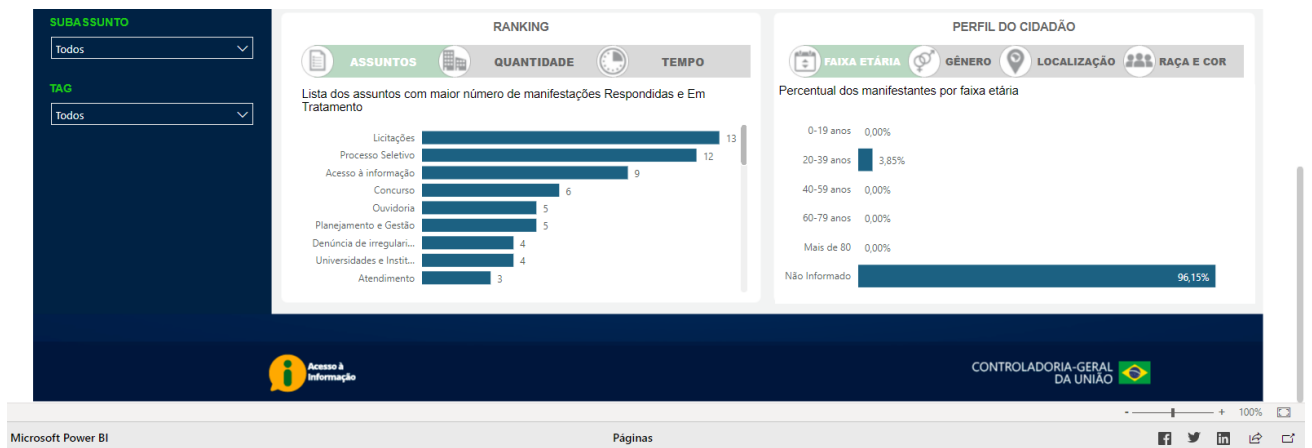 SUBASSUNTO
Todos
TAG
Todos
RANKING
ASSUNTOS
QUANTIDADE
TEMPO
Lista dos assuntos com maior número de manifestações Respondidas e Em
Tratamento
Licitações 13
Processo Seletivo 12
Acesso à informação 9
Concurso 6
Ouvidoria 5
Planejamento e Gestão 5
Denúncia de irregulari... 4
Universidades e Instit... 4
Atendimento 3
PERFIL DO CIDADÃO
FAIXA ETÁRIA
GÊNERO
LOCALIZAÇÃO
RAÇA E COR
Percentual dos manifestantes por faixa etária
0-19 anos 0,00%
20-39 anos 3,85%
40-59 anos 0,00%
60-79 anos 0,00%
Mais de 80 0,00%
Não Informado 96,15%
Acesso à
Informação
CONTROLADORIA-GERAL
DA UNIÃO
- + 100%
Microsoft Power BI
Páginas